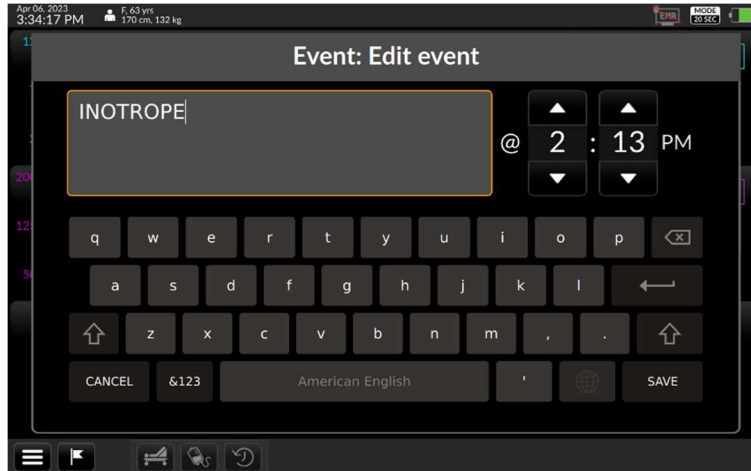 Apr 06, 2023
3:34:17 PM
F, 63 yrs
170 cm, 132 kg
EMR
MODE
20 SEC
Event: Edit event
INOTROPE
@ 2 : 13 PM
200
q w e r t y u i o p
a s d f g h j k l
z x c v b n m , .
CANCEL &123 American English ' SAVE